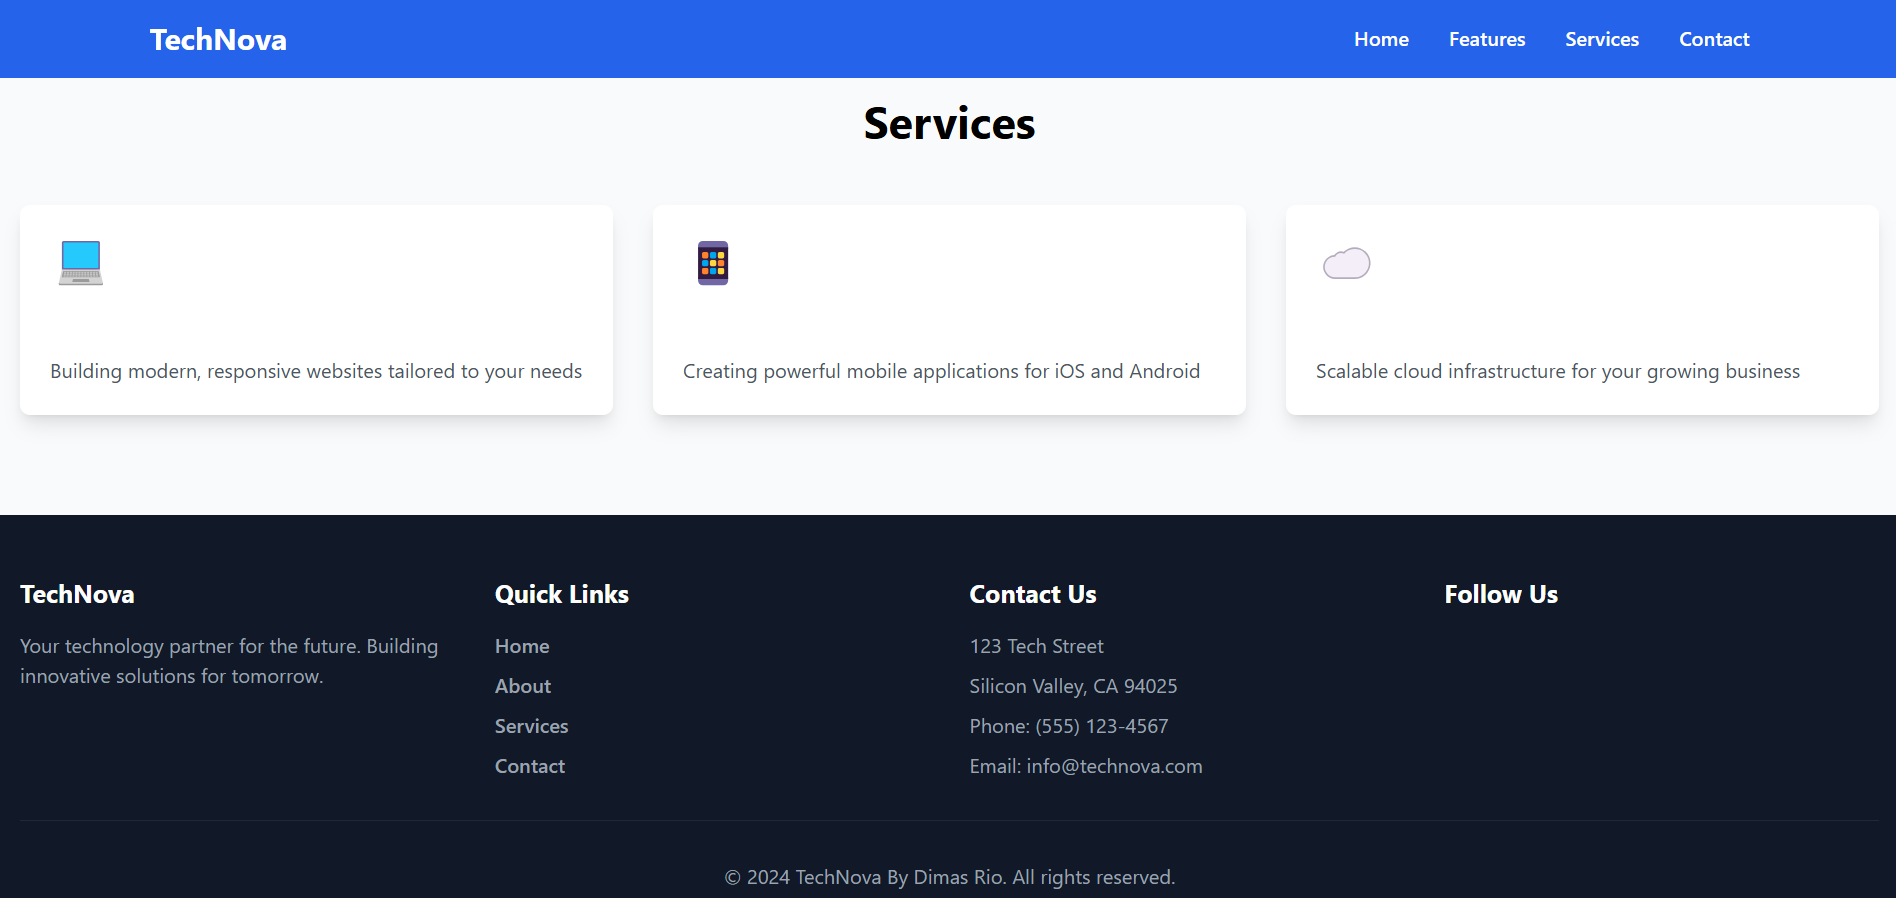 TechNova
Home Features Services Contact
Services
Building modern, responsive websites tailored to your needs
Creating powerful mobile applications for iOS and Android
Scalable cloud infrastructure for your growing business
TechNova
Your technology partner for the future. Building
innovative solutions for tomorrow.
Quick Links
Home
About
Services
Contact
Contact Us
123 Tech Street
Silicon Valley, CA 94025
Phone: (555) 123-4567
Email: info@technova.com
Follow Us
© 2024 TechNova By Dimas Rio. All rights reserved.